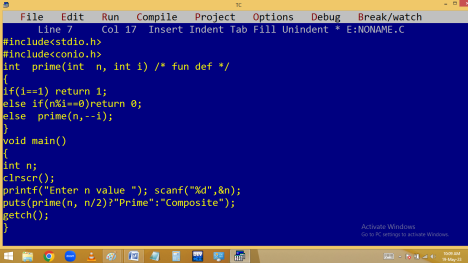 TC
File Edit Run Compile Project Options Debug Break/watch
Line 7 Col 17 Insert Indent Tab Fill Unindent * E:NONAME.C
#include<stdio.h>
#include<conio.h>
int prime(int n, int i) /* fun def */
{
if(i==1) return 1;
else if(n%i==0)return 0;
else prime(n,--i);
}
void main()
{
int n;
clrscr();
printf("Enter n value "); scanf("%d",&n);
puts(prime(n, n/2)?"Prime":"Composite");
getch();
}
Activate Windows
Go to PC settings to activate Windows.